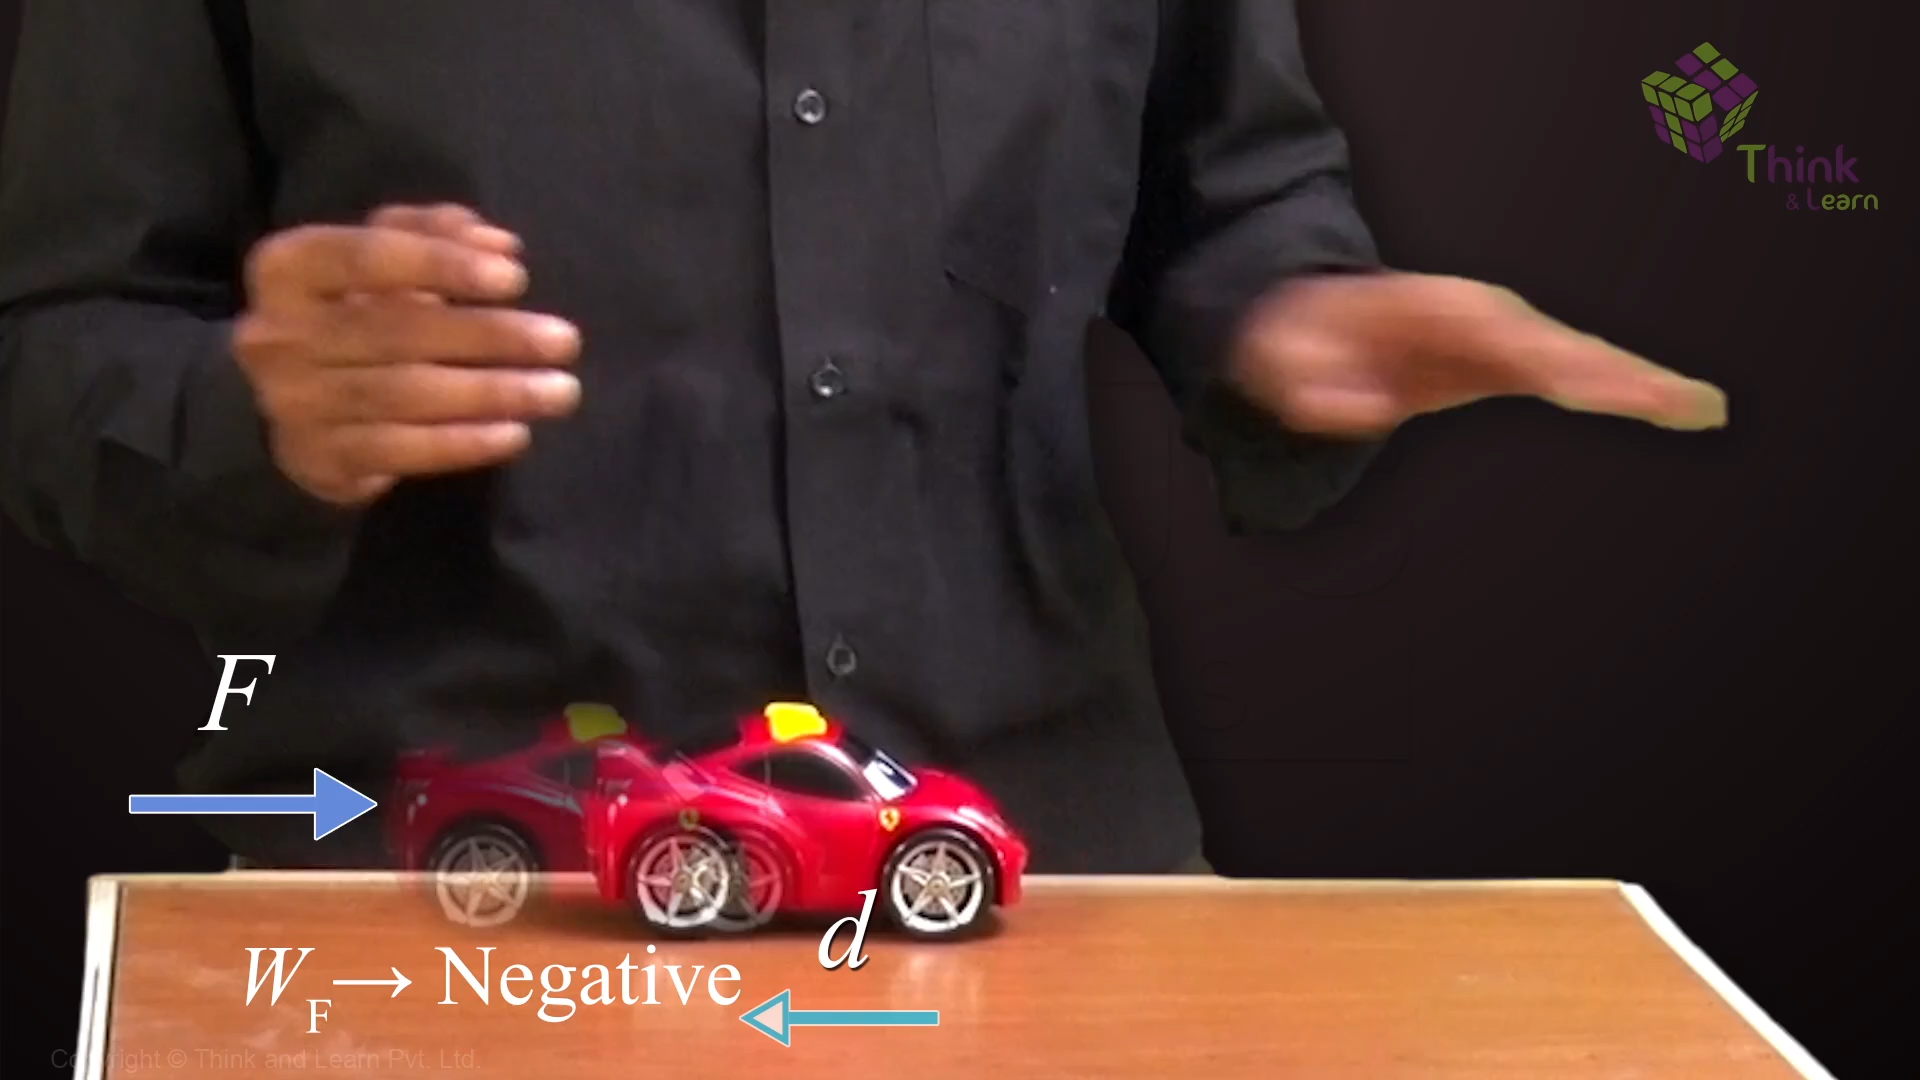 Think
& Learn
F
d
W_F → Negative
Copyright © Think and Learn Pvt. Ltd.